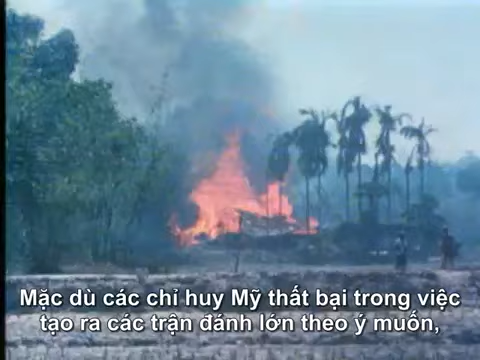 Mặc dù các chỉ huy Mỹ thất bại trong việc
tạo ra các trận đánh lớn theo ý muốn,